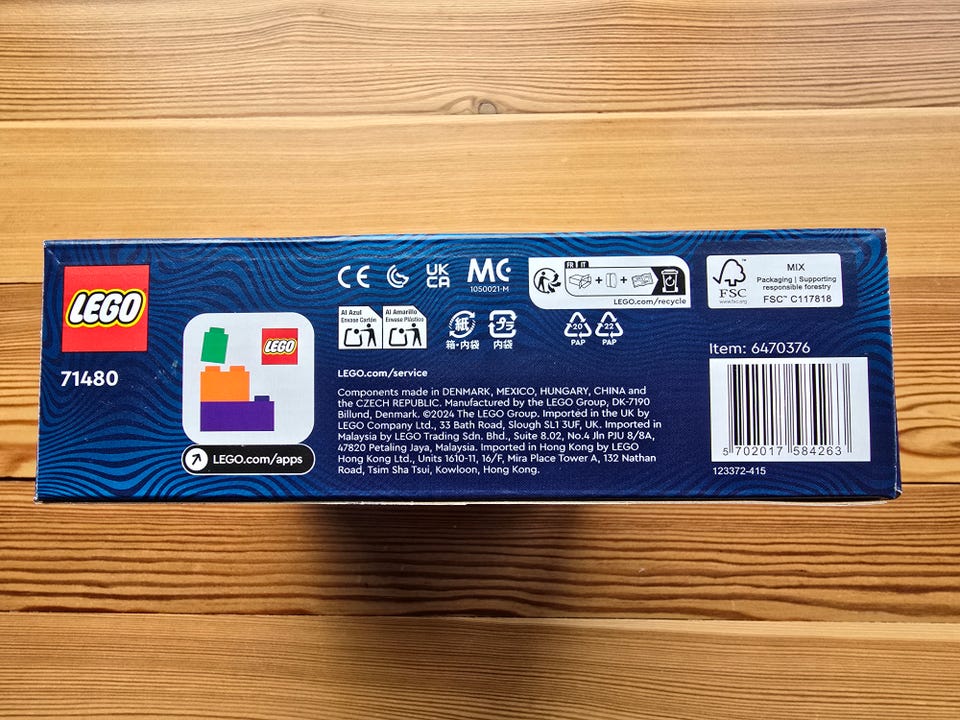 LEGO
71480
LEGO
LEGO.com/apps
CE
UK
CA
MC
1050021-M
Al Azul
Envase Cartón
Al Amarillo
Envase Plástico
紙
箱・内袋
プラ
内袋
20
PAP
22
PAP
FR IT
LEGO.com/recycle
FSC
www.fsc.org
MIX
Packaging | Supporting
responsible forestry
FSC™ C117818
LEGO.com/service
Components made in DENMARK, MEXICO, HUNGARY, CHINA and
the CZECH REPUBLIC. Manufactured by the LEGO Group, DK-7190
Billund, Denmark. ©2024 The LEGO Group. Imported in the UK by
LEGO Company Ltd., 33 Bath Road, Slough SL1 3UF, UK. Imported in
Malaysia by LEGO Trading Sdn. Bhd., Suite 8.02, No.4 Jln PJU 8/8A,
47820 Petaling Jaya, Malaysia. Imported in Hong Kong by LEGO
Hong Kong Ltd., Units 1610-11, 16/F, Mira Place Tower A, 132 Nathan
Road, Tsim Sha Tsui, Kowloon, Hong Kong.
Item: 6470376
5 702017 584263
123372-415